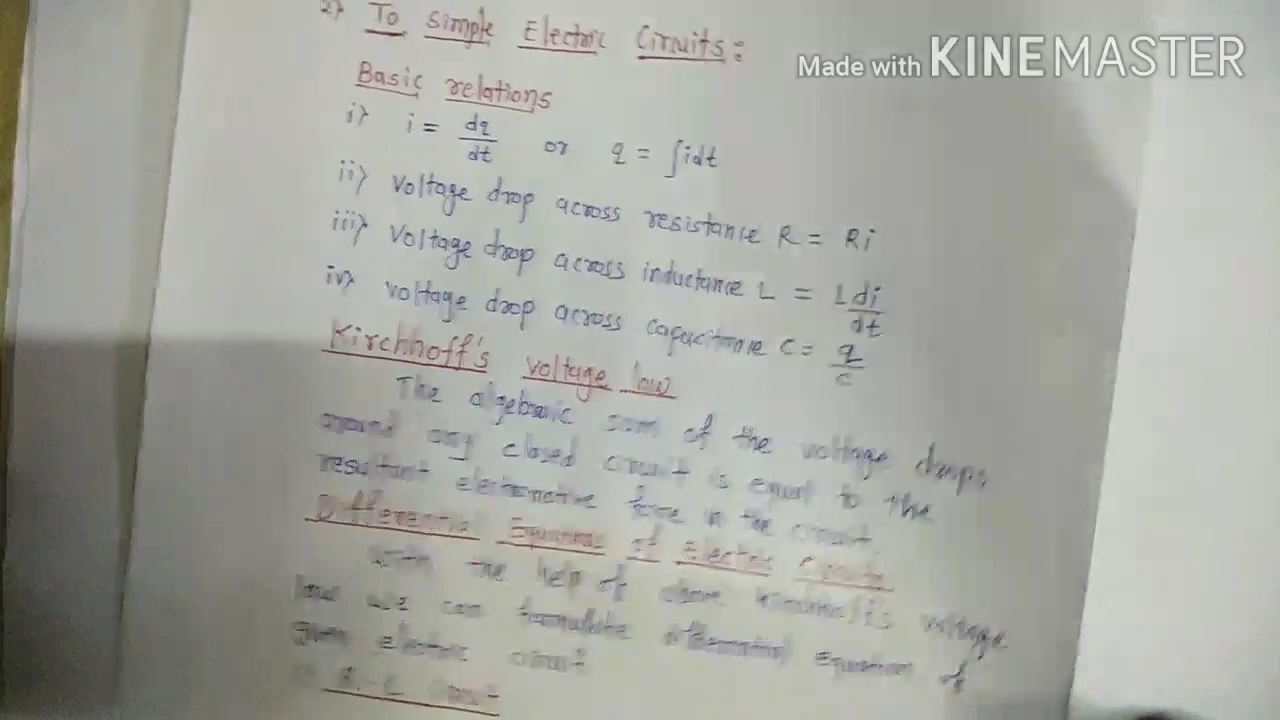 2) To simple Electric Circuits:
Made with KINEMASTER
Basic relations
i) i = dq/dt or q = ∫idt
ii) voltage drop across resistance R = Ri
iii) voltage drop across inductance L = L di/dt
iv) voltage drop across capacitance c = q/c
Kirchhoff's voltage law
The algebraic sum of the voltage drops
around any closed circuit is equal to the
resultant electromotive force in the circuit.
Differential Equations of Electric Circuits
with the help of above Kirchhoff's voltage
law we can formulate differential Equation of
given electric circuit